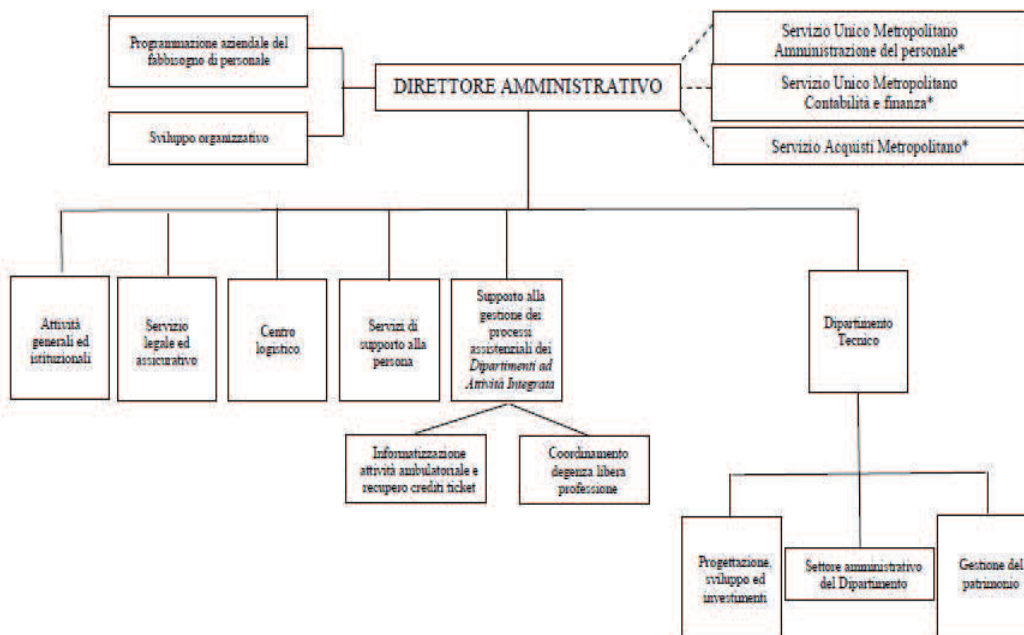 Programmazione aziendale del
fabbisogno di personale
Sviluppo organizzativo
DIRETTORE AMMINISTRATIVO
Servizio Unico Metropolitano
Amministrazione del personale*
Servizio Unico Metropolitano
Contabilità e finanza*
Servizio Acquisti Metropolitano*
Attività
generali ed
istituzionali
Servizio
legale ed
assicurativo
Centro
logistico
Servizi di
supporto alla
persona
Supporto alla
gestione dei
processi
assistenziali dei
Dipartimenti ad
Attività Integrata
Dipartimento
Tecnico
Informatizzazione
attività ambulatoriale e
recupero crediti ticket
Coordinamento
degenza libera
professione
Progettazione,
sviluppo ed
investimenti
Settore amministrativo
del Dipartimento
Gestione del
patrimonio